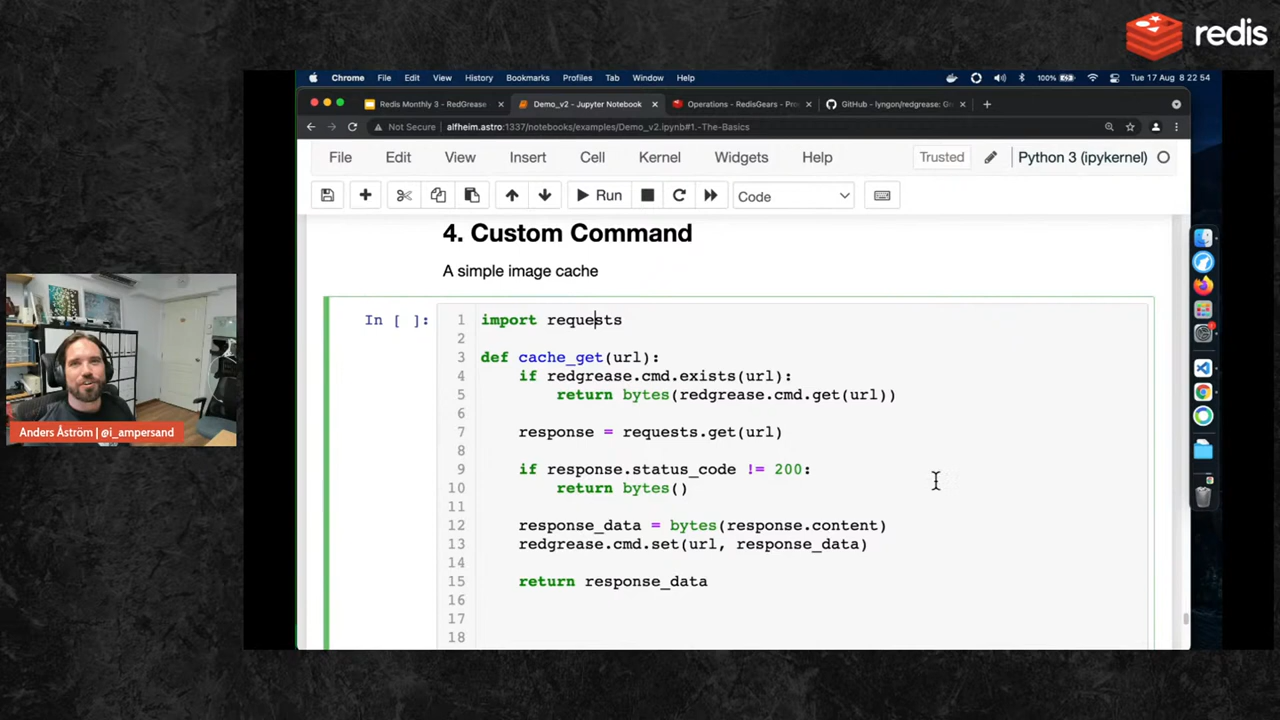 redis
Chrome File Edit View History Bookmarks Profiles Tab Window Help 100% Tue 17 Aug 8 22 54
Redis Monthly 3 - RedGrease Demo_v2 - Jupyter Notebook Operations - RedisGears - Pro GitHub - lyngon/redgrease: G
Not Secure alfheim.astro:1337/notebooks/examples/Demo_v2.ipynb#1.-The-Basics
File Edit View Insert Cell Kernel Widgets Help Trusted Python 3 (ipykernel)
Run Code
4. Custom Command
A simple image cache
In [ ]:
1 import requests
2
3 def cache_get(url):
4 if redgrease.cmd.exists(url):
5 return bytes(redgrease.cmd.get(url))
6
7 response = requests.get(url)
8
9 if response.status_code != 200:
10 return bytes()
11
12 response_data = bytes(response.content)
13 redgrease.cmd.set(url, response_data)
14
15 return response_data
16
17
18
Anders Åström | @i_ampersand